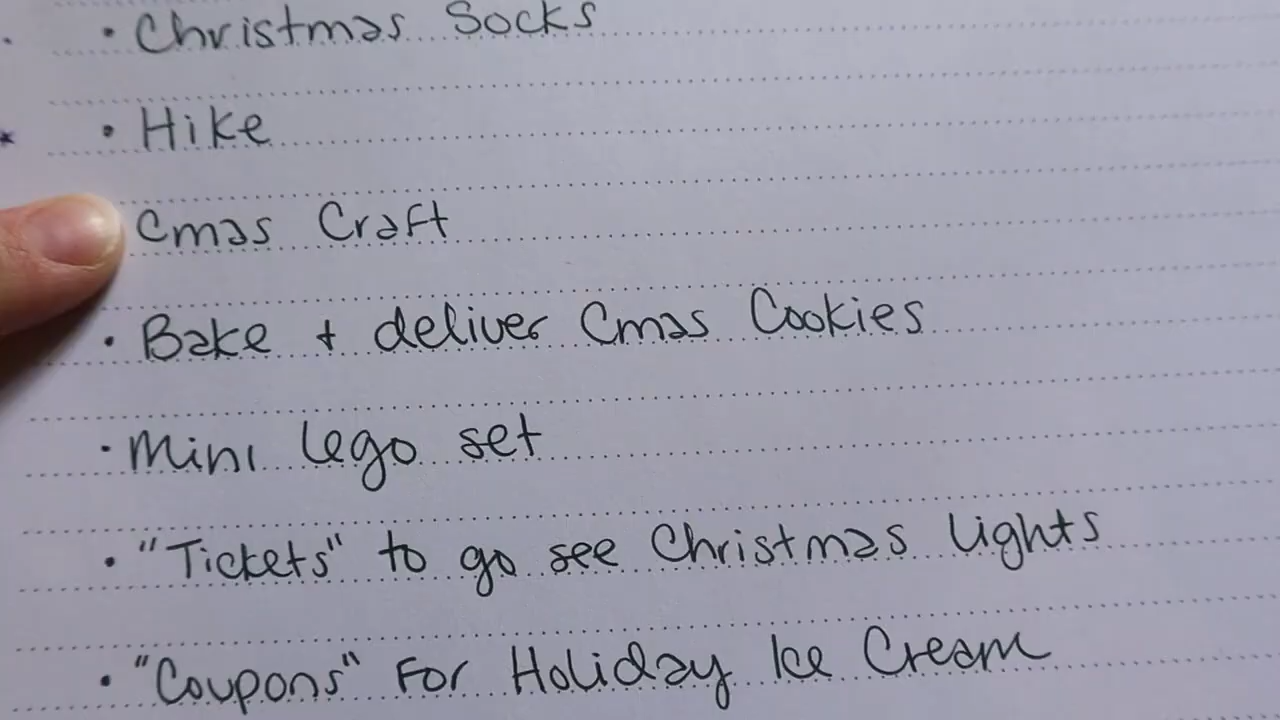 • Christmas Socks
• Hike
Cmas Craft
• Bake + deliver Cmas Cookies
• Mini Lego set
• "Tickets" to go see Christmas Lights
• "Coupons" For Holiday Ice Cream